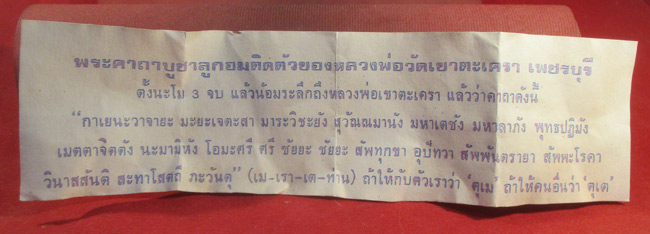 พระคาถาบูชาลูกอมติดตัวของหลวงพ่อวัดเขาตะเครา เพชรบุรี
ตั้งนะโม 3 จบ แล้วน้อมระลึกถึงหลวงพ่อเขาตะเครา แล้วว่าคาถาดังนี้
"กาเยนะวาจายะ มะยะเจตะสา มาระวิชะยัง สุวัณณมานัง มหาเตชัง มหาลาภัง พุทธปฏิมัง
เมตตาจิตตัง นะมามิหัง โอมะศรี ศรี ชัยยะ ชัยยะ สัพทุกขา อุปัทวา สัพพันตรายา สัพพะโรคา
วินาสสันติ สะทาโสตถี ภะวันตุ" (เม-เรา-เต-ท่าน) ถ้าให้กับตัวเราว่า 'ตุเม' ถ้าให้คนอื่นว่า 'ตุเต'